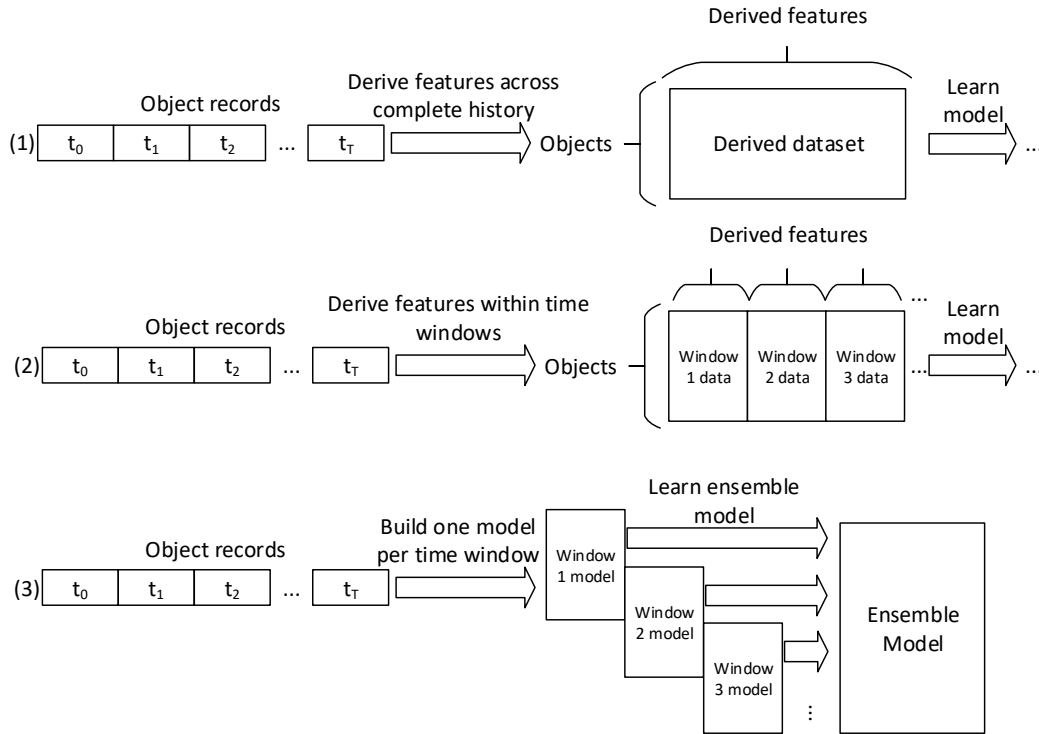 Derived features
Derive features across
complete history
Learn
model
Object records
(1)
t₀ t₁ t₂ ... t_T
Objects
Derived dataset
...
Derived features
Derive features within time
windows
...
Learn
model
Object records
(2)
t₀ t₁ t₂ ... t_T
Objects
Window
1 data
Window
2 data
Window
3 data
...
...
Learn ensemble
model
Build one model
per time window
Object records
(3)
t₀ t₁ t₂ ... t_T
Window
1 model
Window
2 model
Window
3 model
...
Ensemble
Model